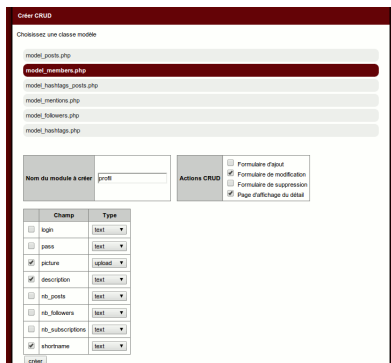 Créer CRUD
Choisissez une classe modèle
model_posts.php
model_members.php
model_hashtags_posts.php
model_mentions.php
model_followers.php
model_hashtags.php
Nom du module à créer profil
Actions CRUD
Formulaire d'ajout
Formulaire de modification
Formulaire de suppression
Page d'affichage du détail
Champ Type
login text
pass text
picture upload
description text
nb_posts text
nb_followers text
nb_subscriptions text
shortname text
créer